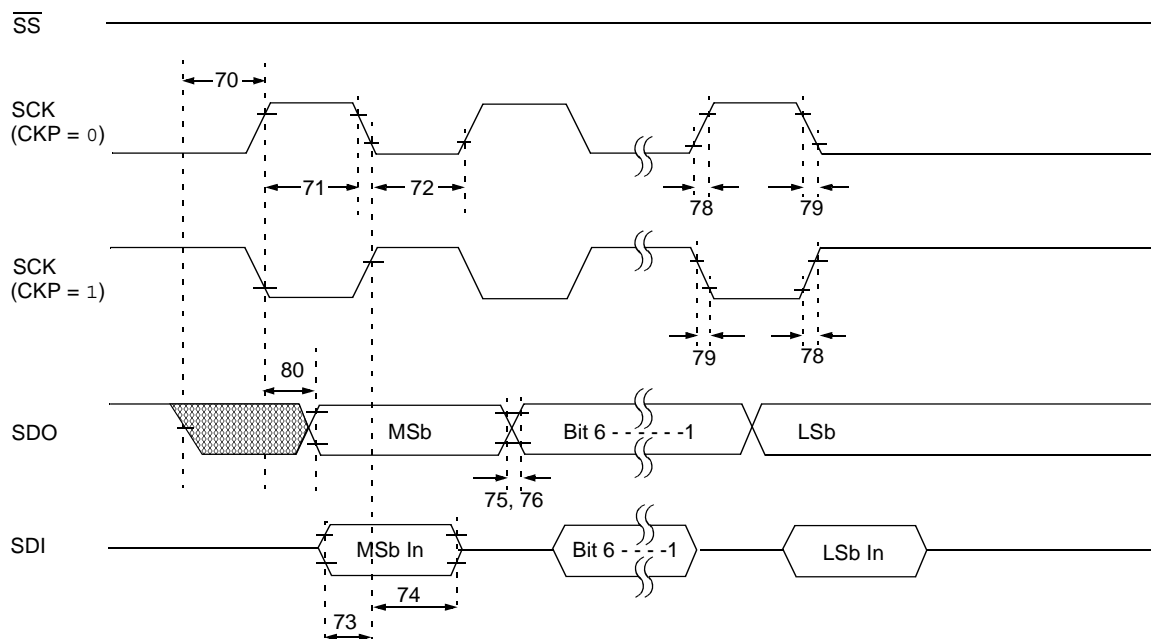 SS
70
SCK
(CKP = 0)
71
72
78
79
SCK
(CKP = 1)
79
78
80
SDO
MSb
Bit 6 - - - - - -1
LSb
75, 76
SDI
MSb In
Bit 6 - - - - -1
LSb In
74
73